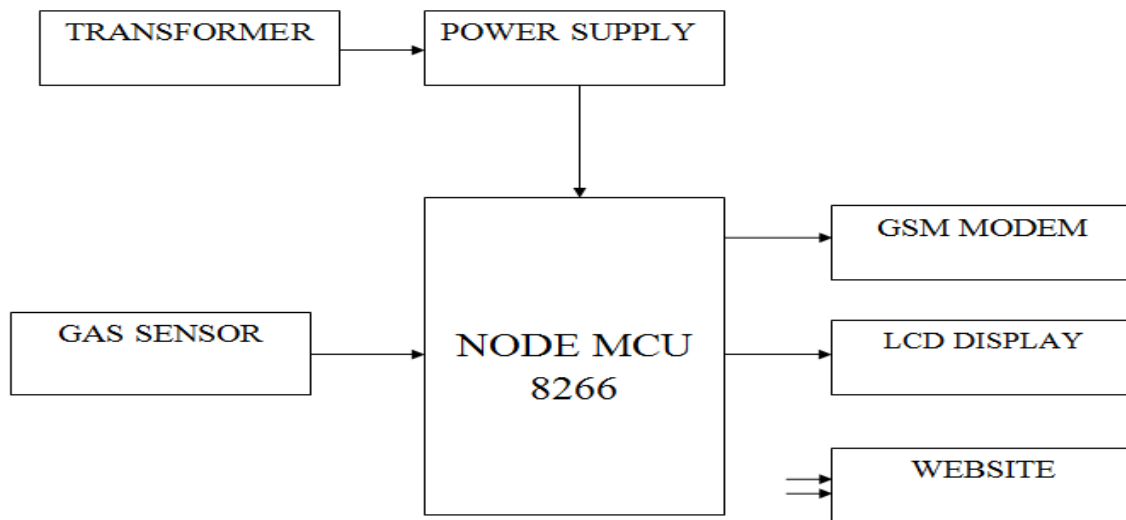 TRANSFORMER
POWER SUPPLY
GSM MODEM
GAS SENSOR
NODE MCU
8266
LCD DISPLAY
WEBSITE